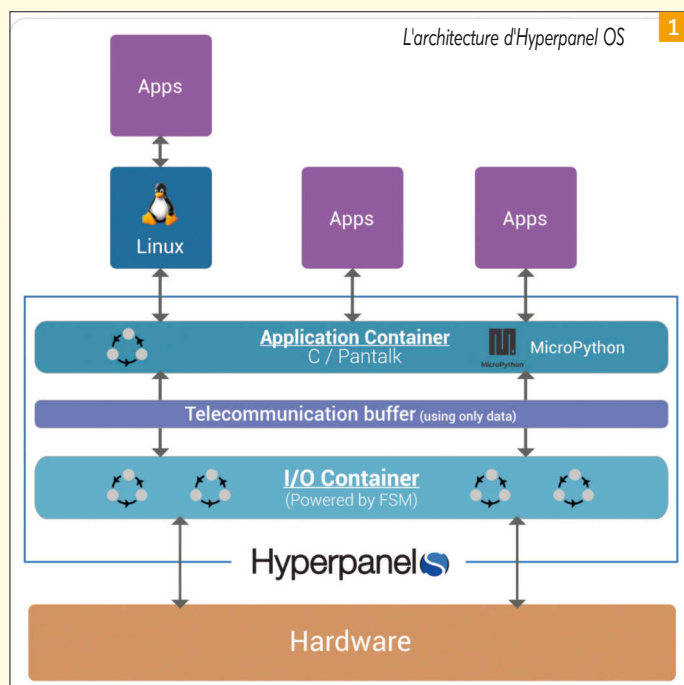 L'architecture d'Hyperpanel OS
1
Apps
Linux
Apps
Apps
Application Container
C / Pantalk
MicroPython
MicroPython
Telecommunication buffer (using only data)
I/O Container
(Powered by FSM)
Hyperpanel S
Hardware